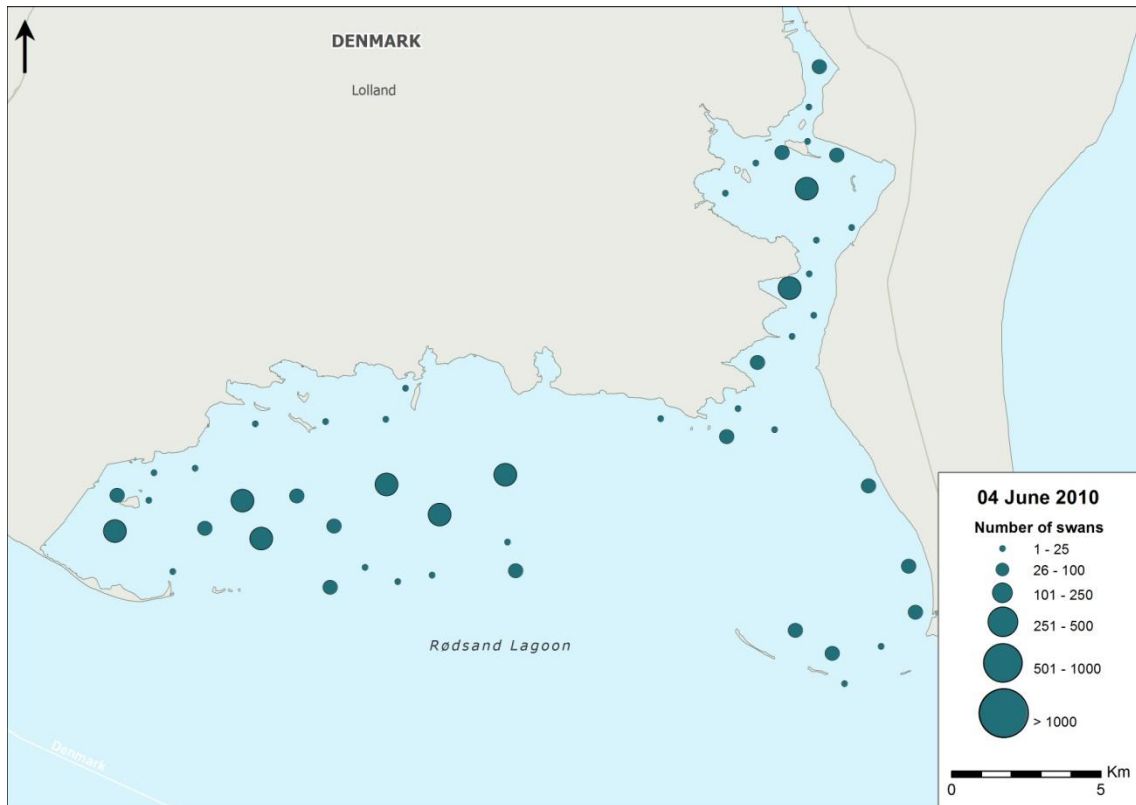 DENMARK
Lolland
Rødsand Lagoon
Denmark
04 June 2010
Number of swans
1 - 25
26 - 100
101 - 250
251 - 500
501 - 1000
> 1000
Km
0 5